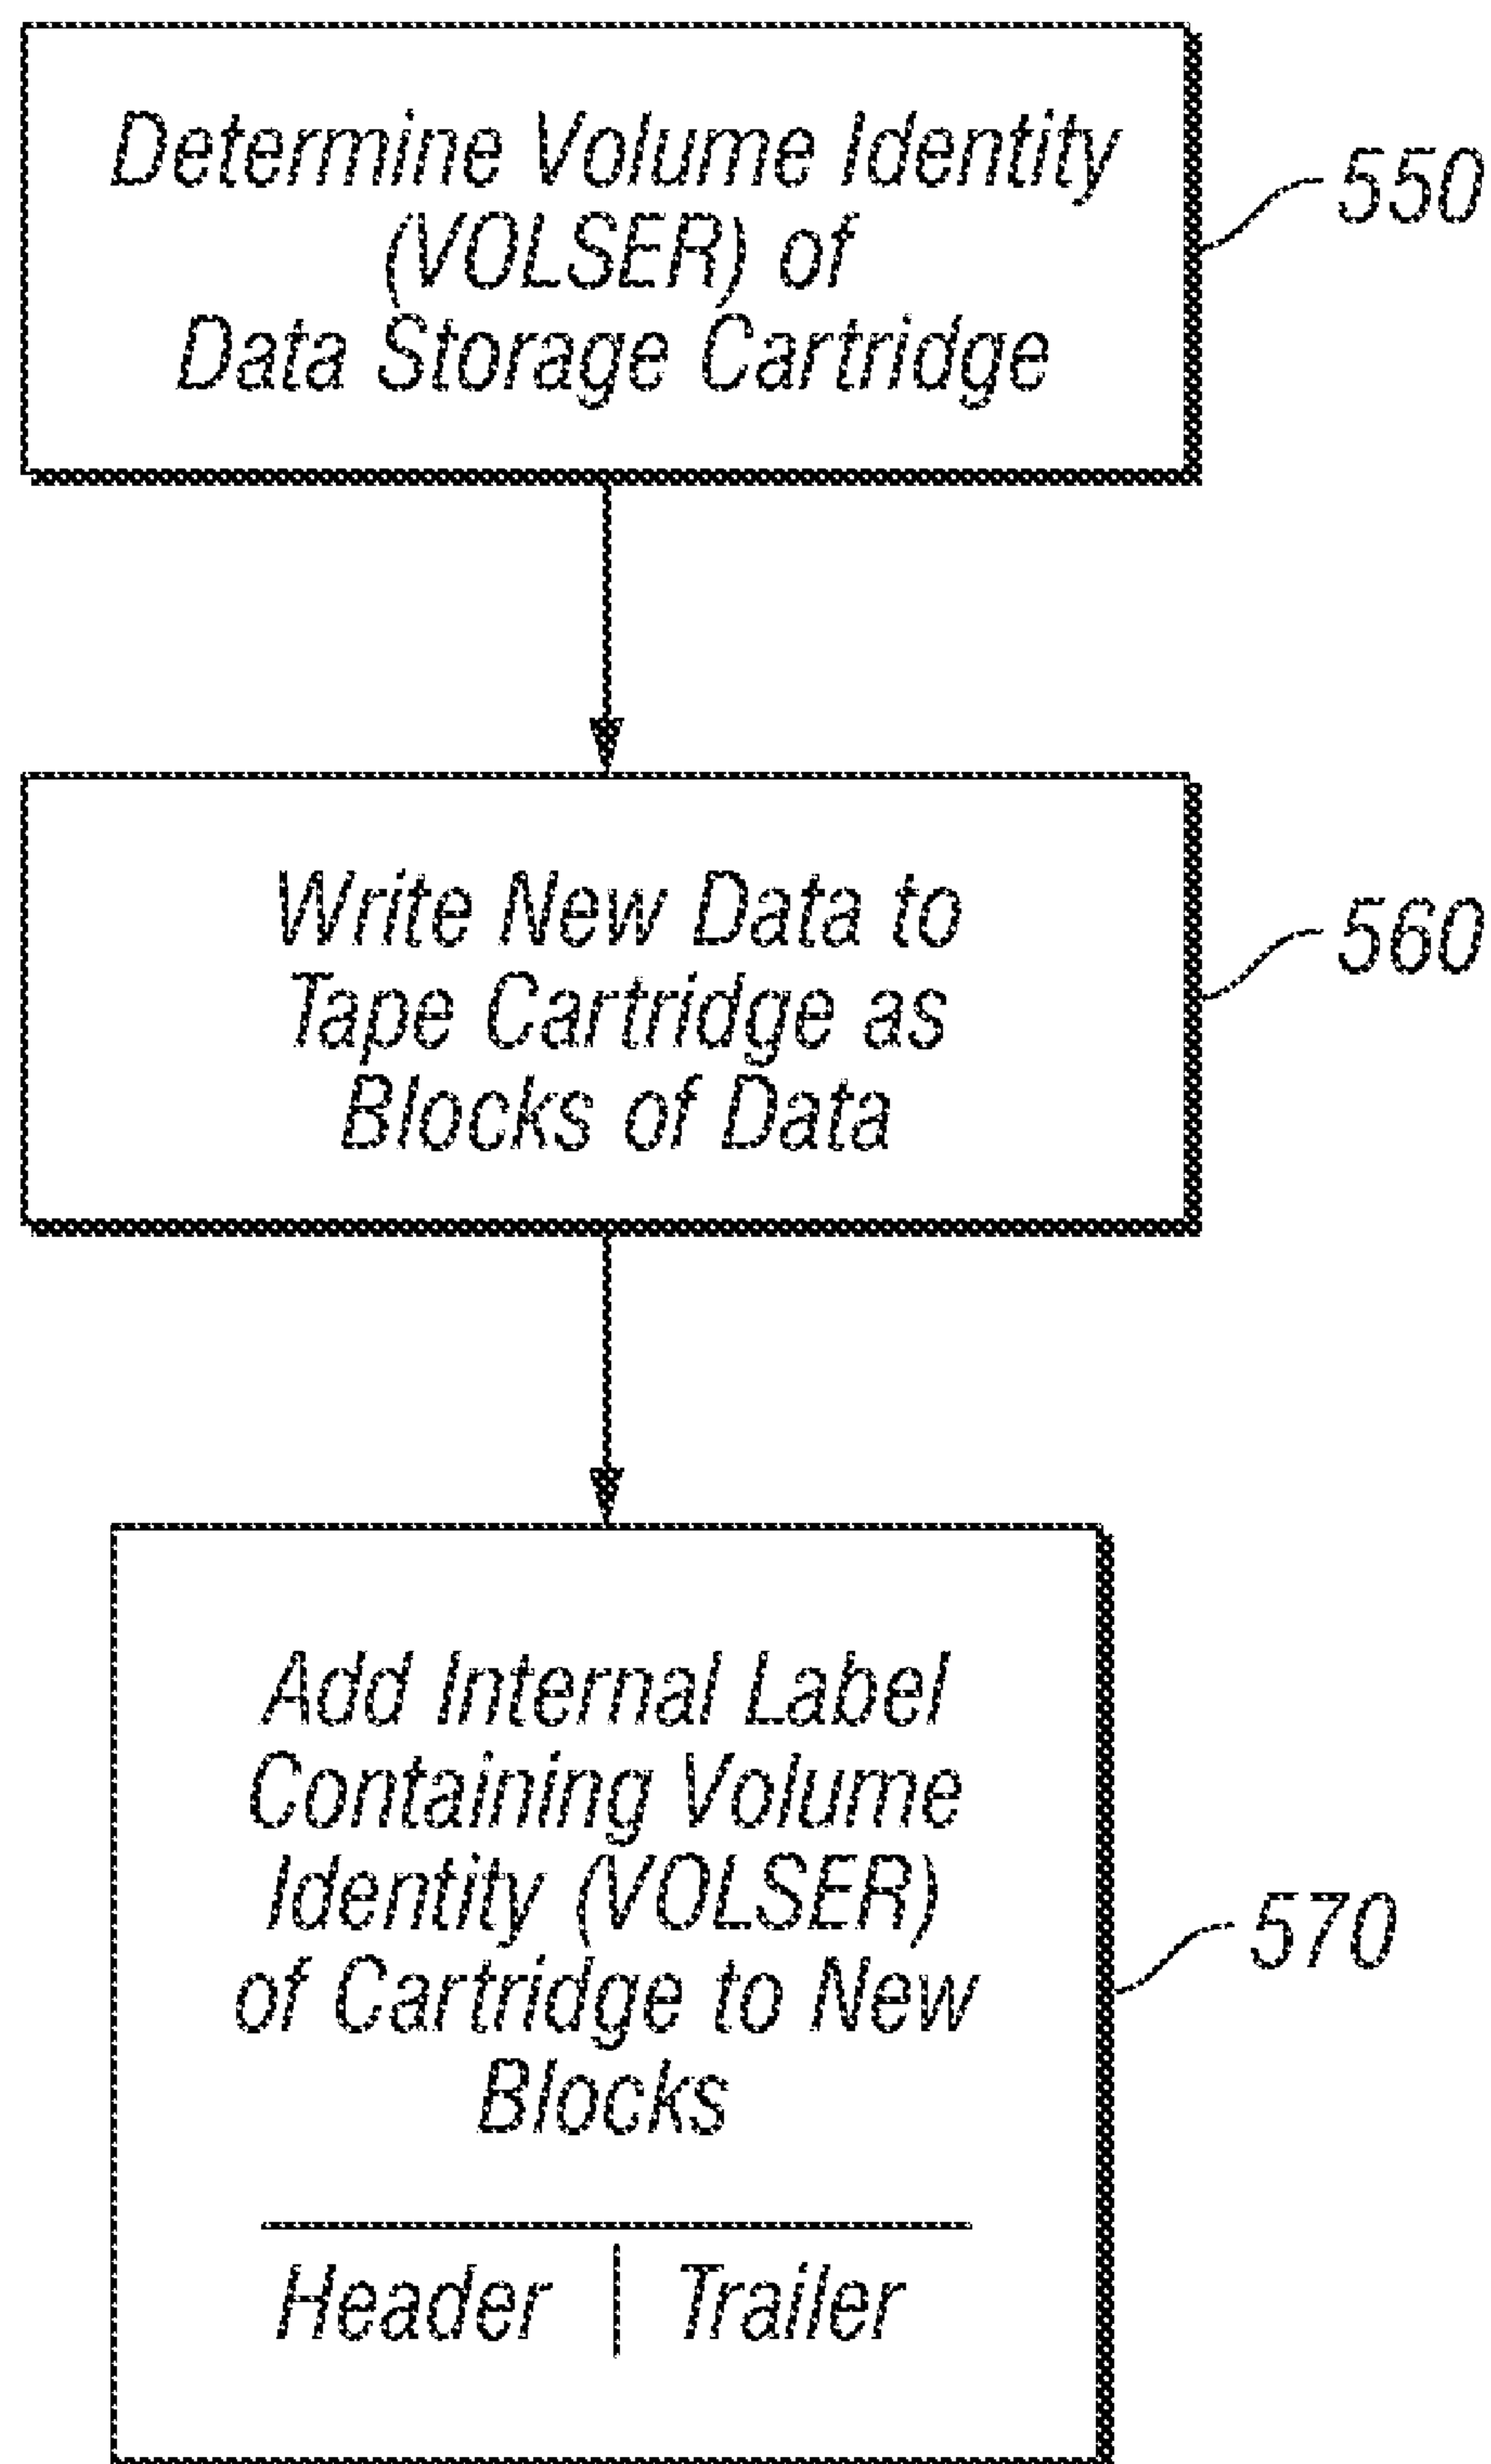 Determine Volume Identity
(VOLSER) of
Data Storage Cartridge
550
Write New Data to
Tape Cartridge as
Blocks of Data
560
Add Internal Label
Containing Volume
Identity (VOLSER)
of Cartridge to New
Blocks
570
Header | Trailer